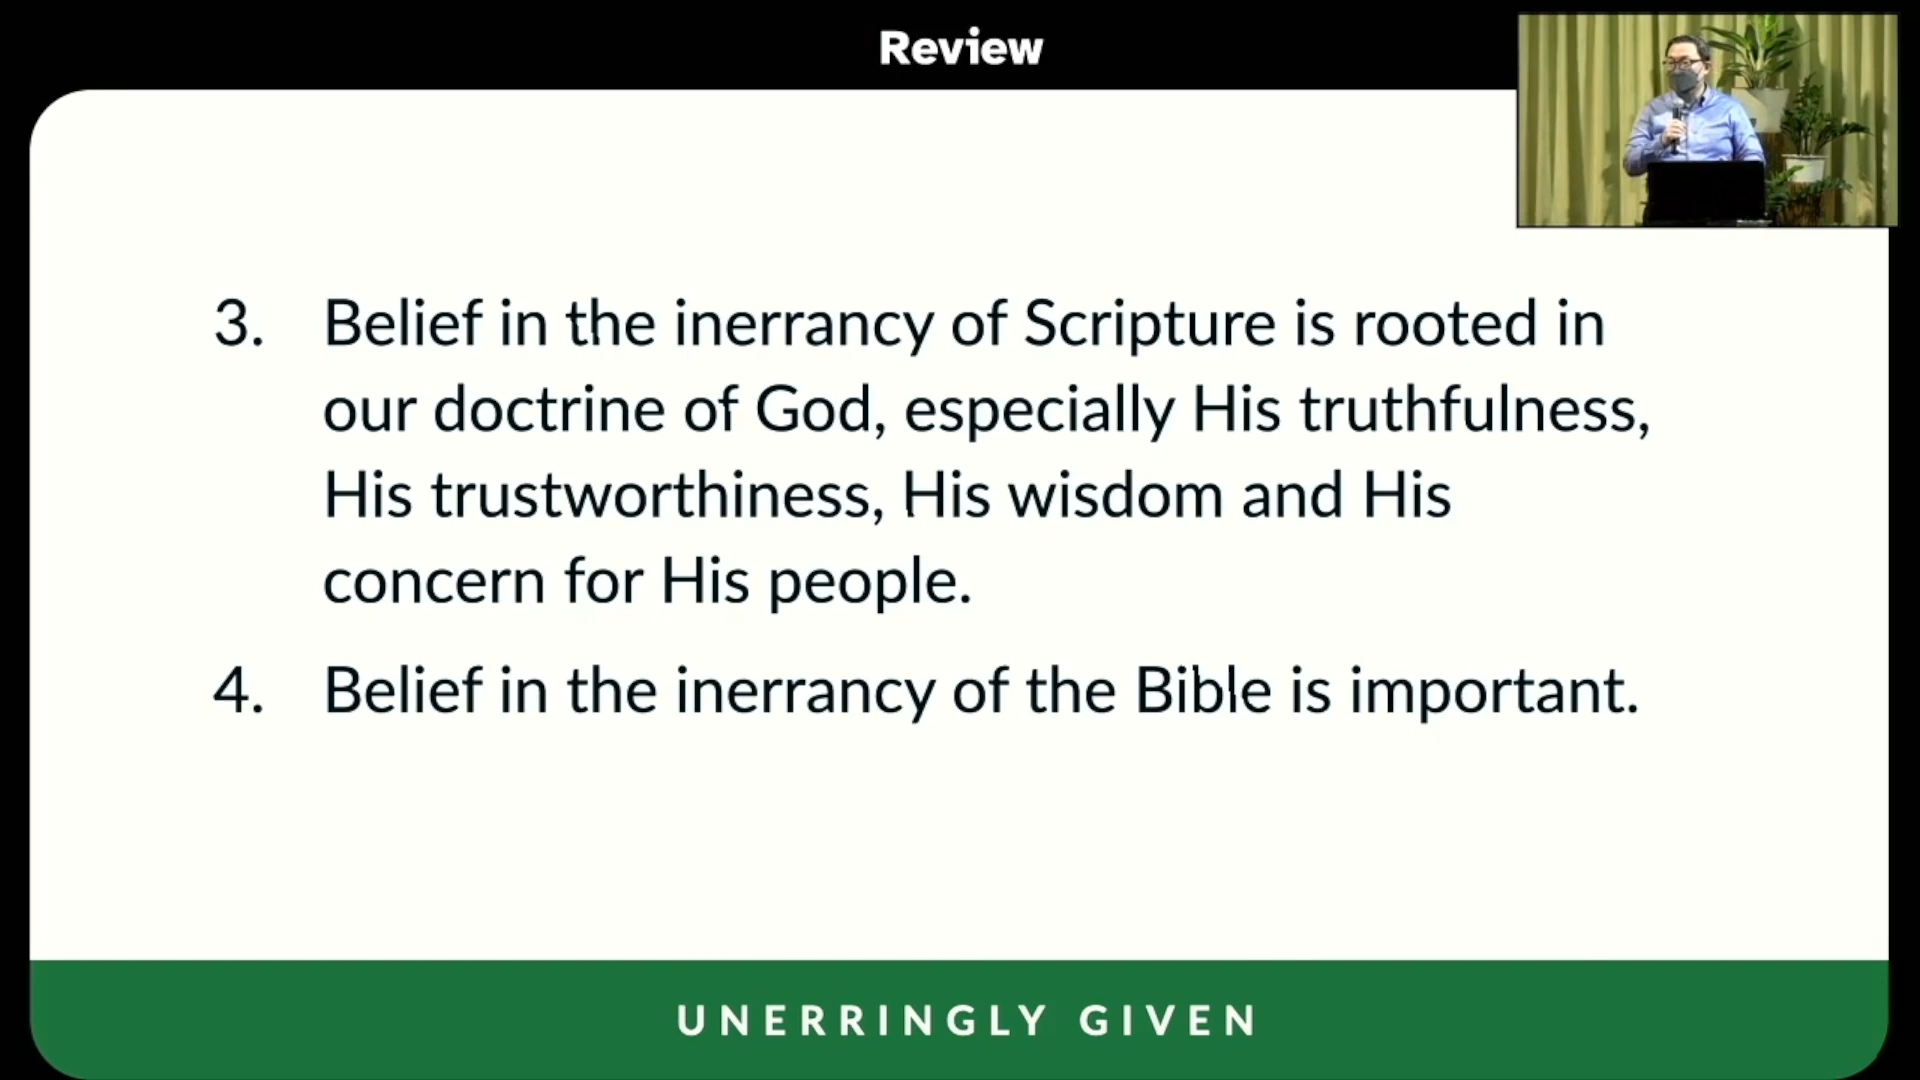 Review
3. Belief in the inerrancy of Scripture is rooted in
our doctrine of God, especially His truthfulness,
His trustworthiness, His wisdom and His
concern for His people.
4. Belief in the inerrancy of the Bible is important.
UNERRINGLY GIVEN